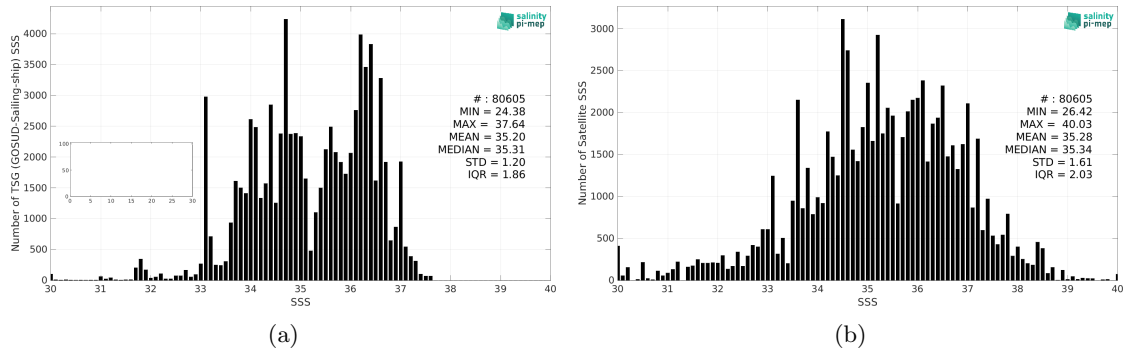 salinity
pi-mep
4000
3500
3000
2500
2000
1500
1000
500
0
Number of TSG (GOSUD-Sailing-ship) SSS
# : 80605
MIN = 24.38
MAX = 37.64
MEAN = 35.20
MEDIAN = 35.31
STD = 1.20
IQR = 1.86
100
50
0
0 5 10 15 20 25 30
30 31 32 33 34 35 36 37 38 39 40
SSS
(a)
salinity
pi-mep
3000
2500
2000
1500
1000
500
0
Number of Satellite SSS
# : 80605
MIN = 26.42
MAX = 40.03
MEAN = 35.28
MEDIAN = 35.34
STD = 1.61
IQR = 2.03
30 31 32 33 34 35 36 37 38 39 40
SSS
(b)